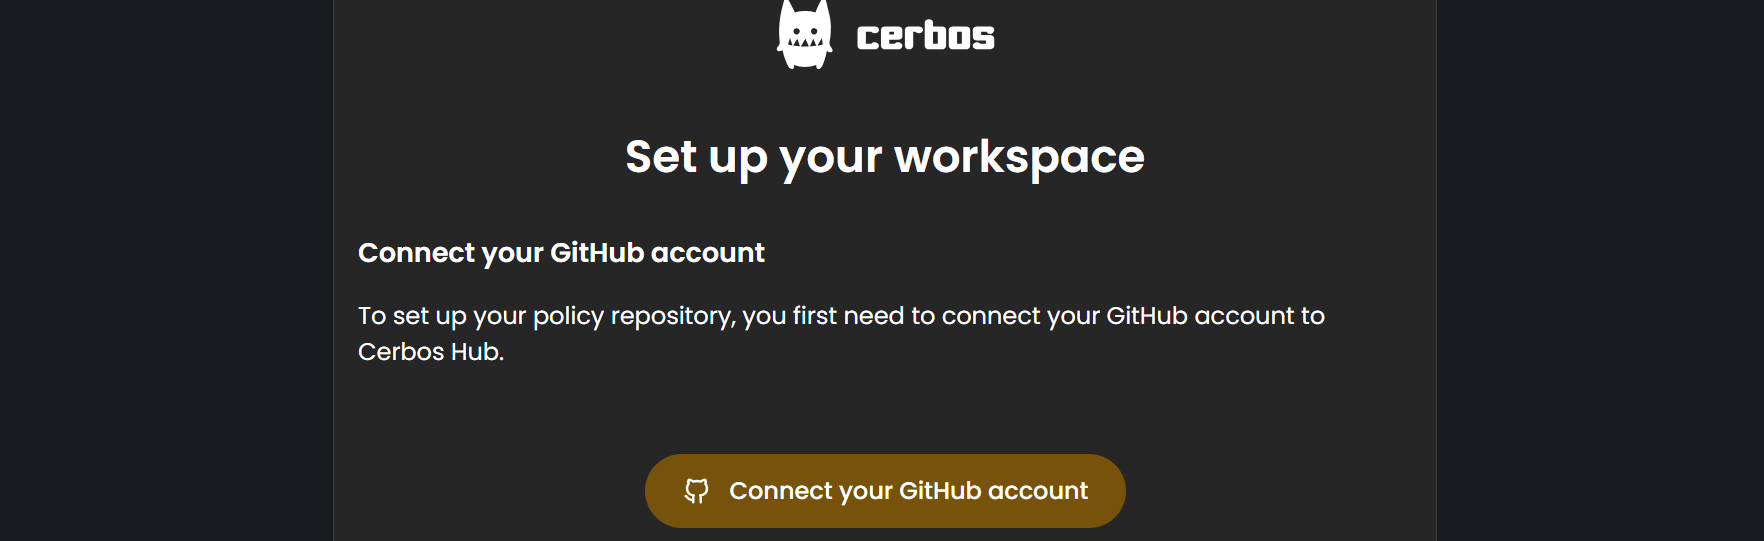 cerbos
Set up your workspace
Connect your GitHub account
To set up your policy repository, you first need to connect your GitHub account to
Cerbos Hub.
Connect your GitHub account